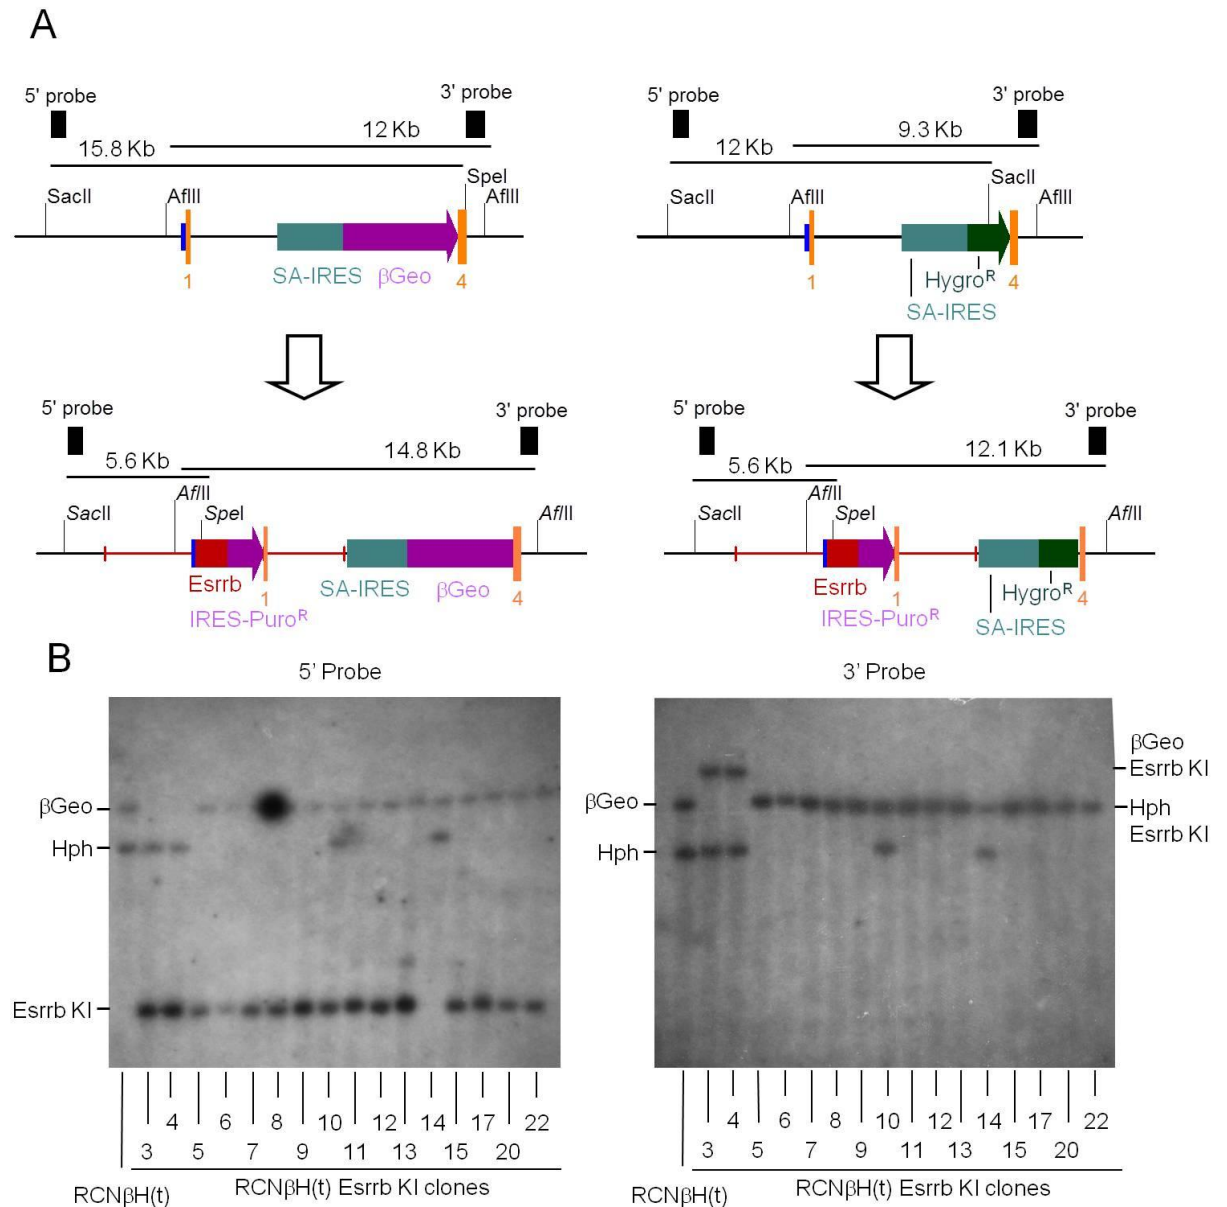 A
5' probe
3' probe
12 Kb
15.8 Kb
SacII
AflII
SpeI
AflII
1
SA-IRES
βGeo
4
5' probe
3' probe
9.3 Kb
12 Kb
SacII
AflII
SacII
AflII
1
Hygroᴿ
4
SA-IRES
5' probe
3' probe
14.8 Kb
5.6 Kb
SacII
AflII
SpeI
AflII
Esrrb
1
SA-IRES
βGeo
4
IRES-Puroᴿ
5' probe
3' probe
12.1 Kb
5.6 Kb
SacII
AflII
SpeI
AflII
Esrrb
1
Hygroᴿ
4
IRES-Puroᴿ
SA-IRES
B
5’ Probe
βGeo
Hph
Esrrb KI
4 6 8 10 12 14 17 22
3 5 7 9 11 13 15 20
RCNβH(t)
RCNβH(t) Esrrb KI clones
3’ Probe
βGeo
Hph
βGeo
Esrrb KI
Hph
Esrrb KI
4 6 8 10 12 14 17 22
3 5 7 9 11 13 15 20
RCNβH(t)
RCNβH(t) Esrrb KI clones